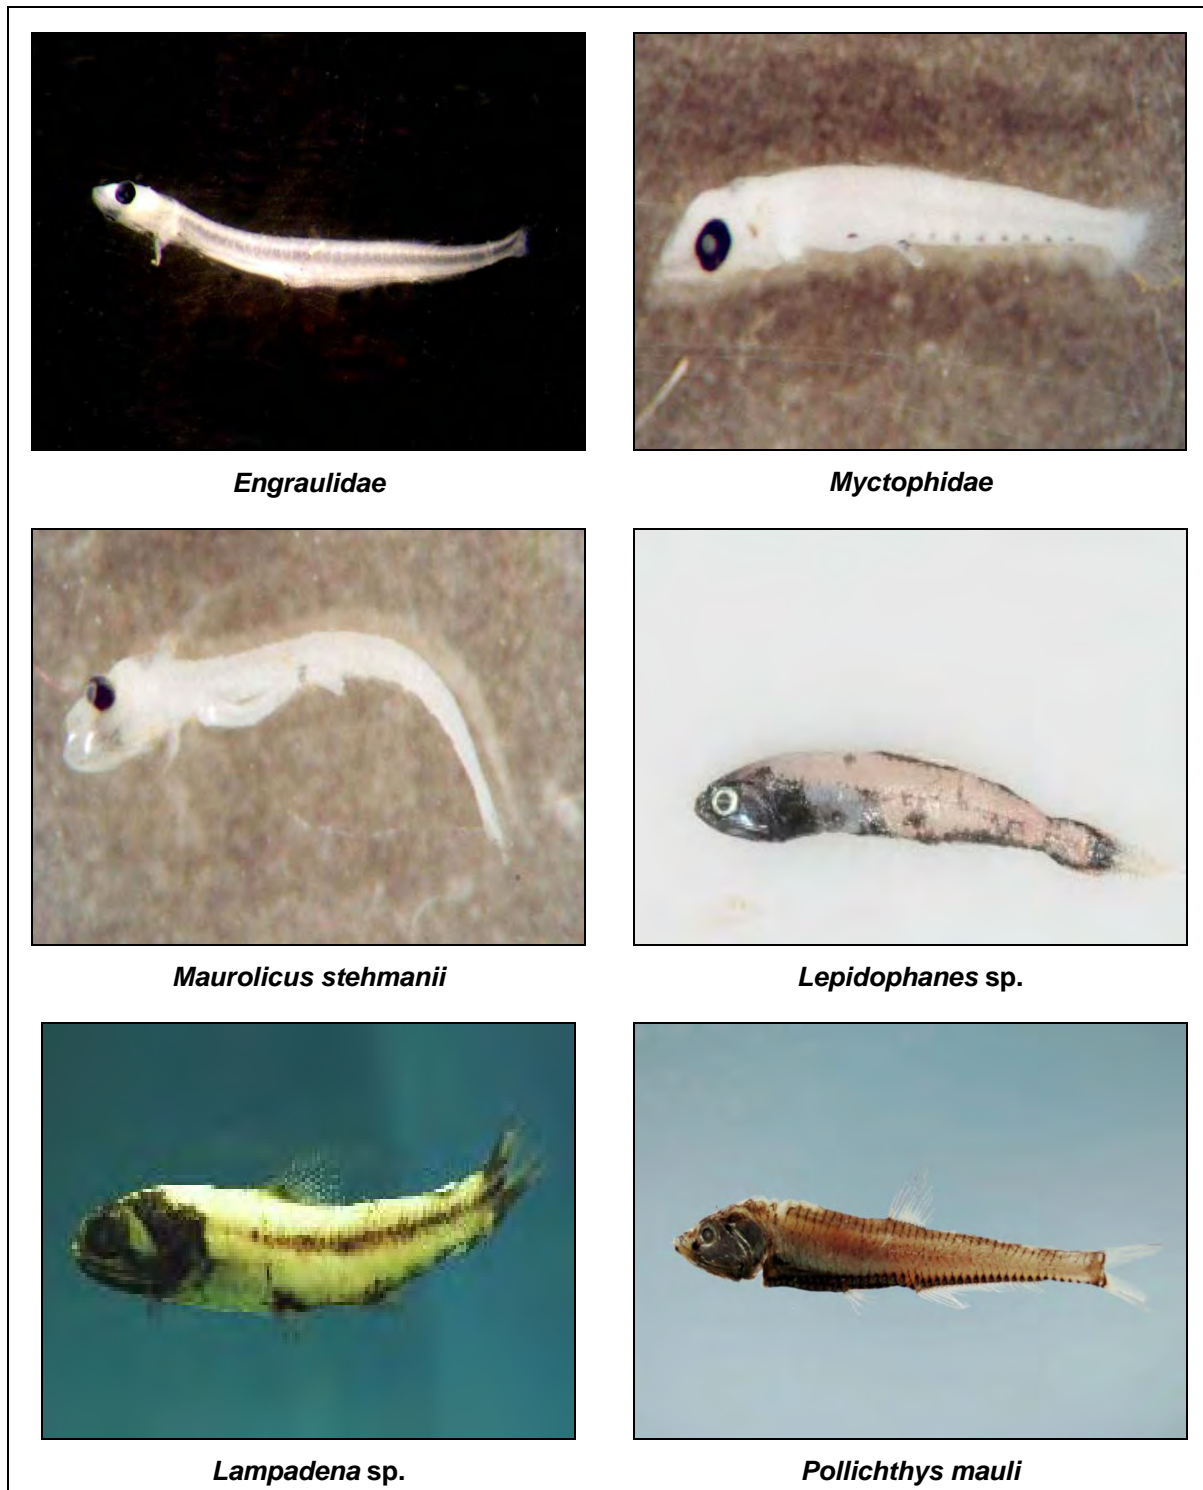 Engraulidae
Myctophidae
Maurolicus stehmanii
Lepidophanes sp.
Lampadena sp.
Pollichthys mauli